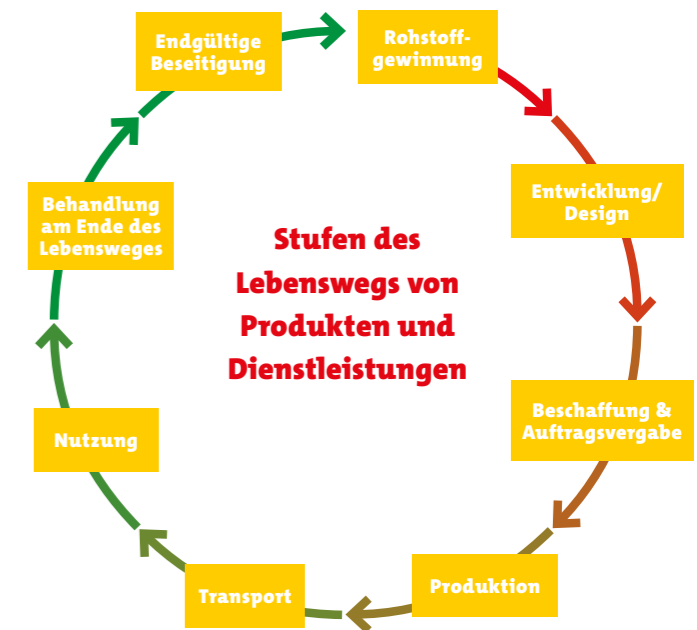 Endgültige
Beseitigung
Rohstoff-
gewinnung
Entwicklung/
Design
Beschaffung &
Auftragsvergabe
Produktion
Transport
Nutzung
Behandlung
am Ende des
Lebensweges
Stufen des
Lebenswegs von
Produkten und
Dienstleistungen